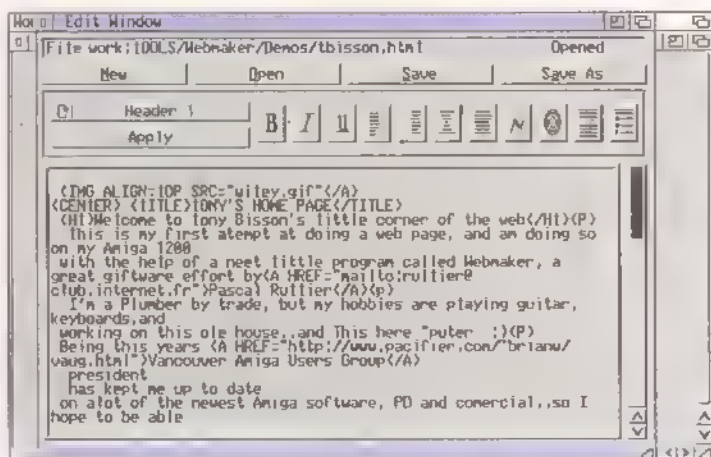 Edit Window
File work:tOOLS/Webmaker/Demos/tbisson.html Opened
New Open Save Save As
Header 1
Apply
B I U
<IMG ALIGN=tOP SRC="wiley.gif"</A>
<CENtER> <tItLE>tONY'S HOME PAGE</TITLE>
<H1>Welcome to tony Bisson's little corner of the web</H1><P>
this is my first atempt at doing a web page, and am doing so
on my Amiga 1200
with the help of a neet little program called Webmaker, a
great giftware effort by<A HREF="mailto:rullier@
club.internet.fr">Pascal Rullier</A><p>
I'm a Plumber by trade, but my hobbies are playing guitar,
keyboards,and
working on this ole house,,and This here "puter :)<P>
Being this years <A HREF="http://www.pacifier.com/~brianw/
vaug.html">Vancouver Amiga Users Group</A>
president
has kept me up to date
on alot of the newest Amiga software, PD and comercial,,so I
hope to be able